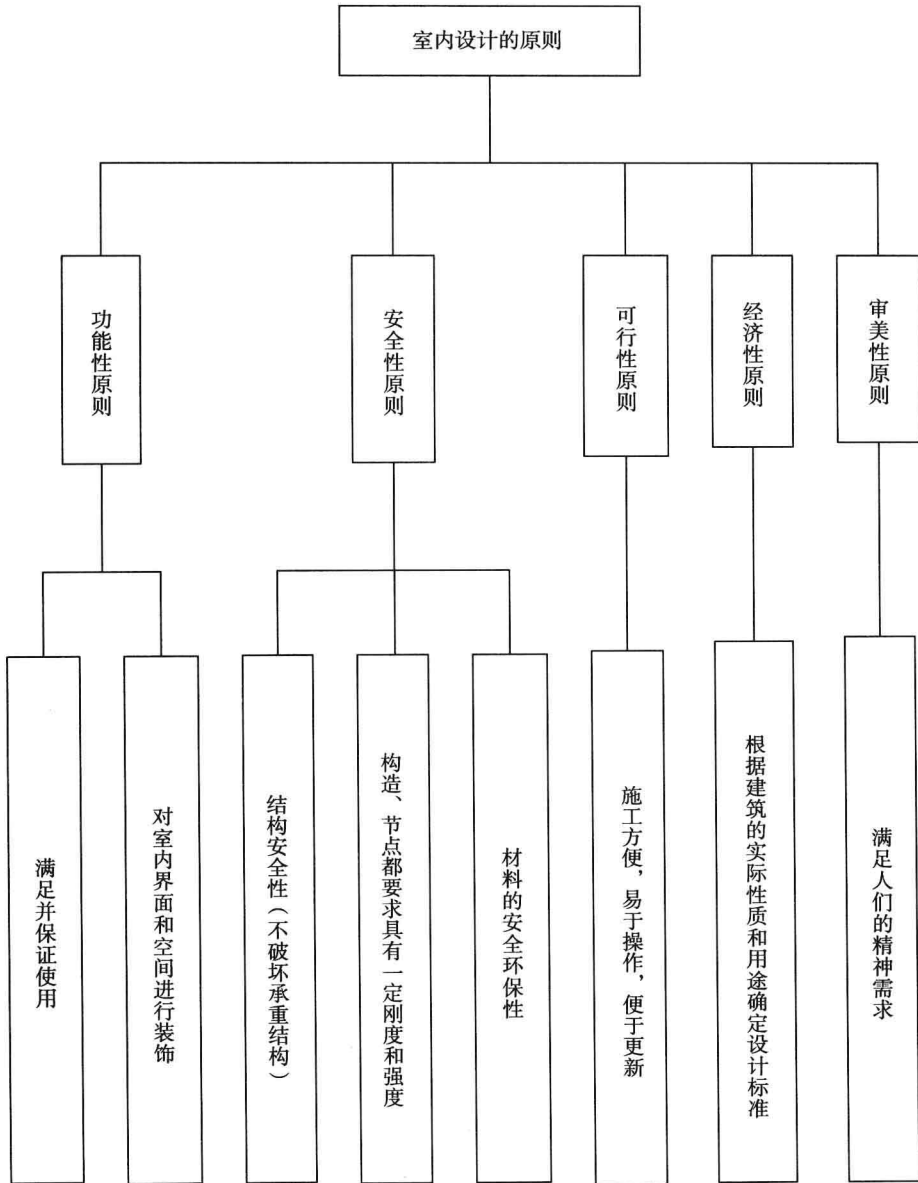 室内设计的原则
功能性原则
安全性原则
可行性原则
经济性原则
审美性原则
满足并保证使用
对室内界面和空间进行装饰
结构安全性（不破坏承重结构）
构造、节点都要求具有一定刚度和强度
材料的安全环保性
施工方便，易于操作，便于更新
根据建筑的实际性质和用途确定设计标准
满足人们的精神需求